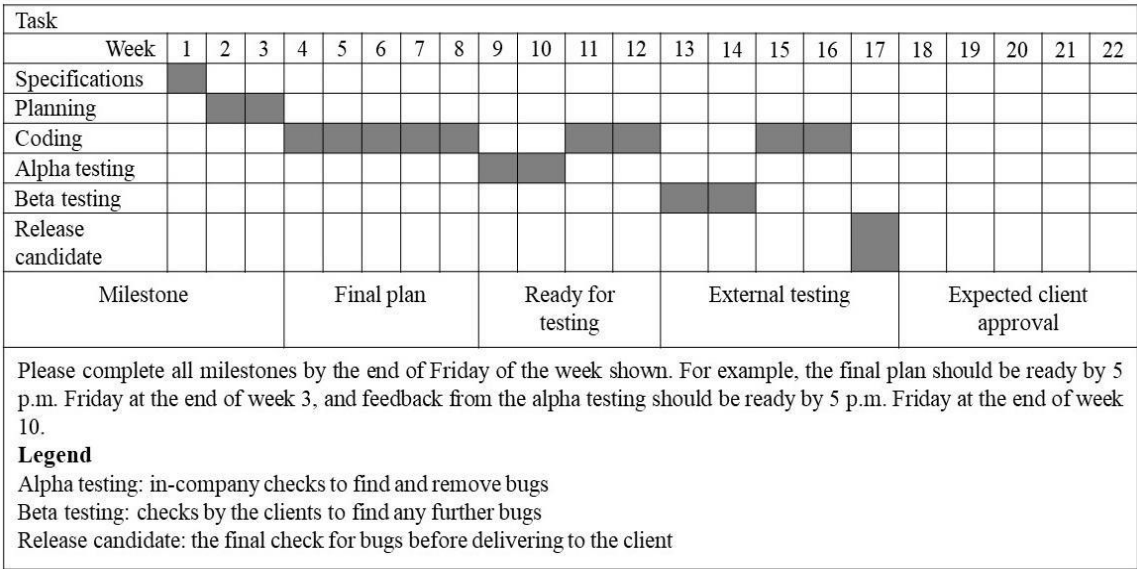 Task
Week 1 2 3 4 5 6 7 8 9 10 11 12 13 14 15 16 17 18 19 20 21 22
Specifications
Planning
Coding
Alpha testing
Beta testing
Release
candidate
Milestone Final plan Ready for External testing Expected client
testing approval
Please complete all milestones by the end of Friday of the week shown. For example, the final plan should be ready by 5
p.m. Friday at the end of week 3, and feedback from the alpha testing should be ready by 5 p.m. Friday at the end of week
10.
Legend
Alpha testing: in-company checks to find and remove bugs
Beta testing: checks by the clients to find any further bugs
Release candidate: the final check for bugs before delivering to the client